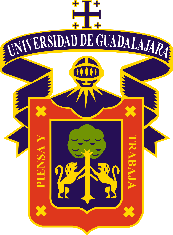 UNIVERSIDAD DE GUADALAJARA
PIENSA Y
TRABAJA